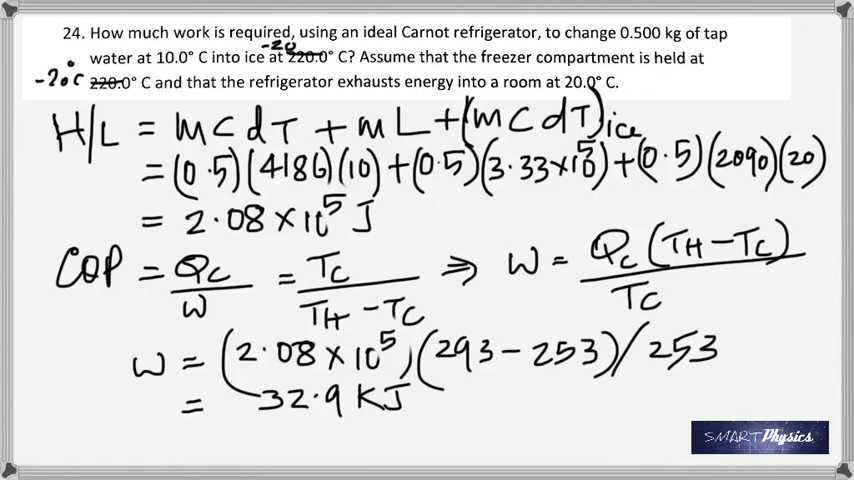 24. How much work is required, using an ideal Carnot refrigerator, to change 0.500 kg of tap
-20
water at 10.0° C into ice at 220.0° C? Assume that the freezer compartment is held at
-20°C 220.0° C and that the refrigerator exhausts energy into a room at 20.0° C.
H/L = mcdT + mL + (mcdT)ice
= (0.5)(4186)(10) + (0.5)(3.33×10⁵) + (0.5)(2090)(20)
= 2.08 × 10⁵ J
COP = Qc/W = Tc/(TH - Tc) ⇒ W = Qc(TH - Tc)/Tc
W = (2.08 × 10⁵)(293 - 253)/253
= 32.9 KJ
SMART Physics